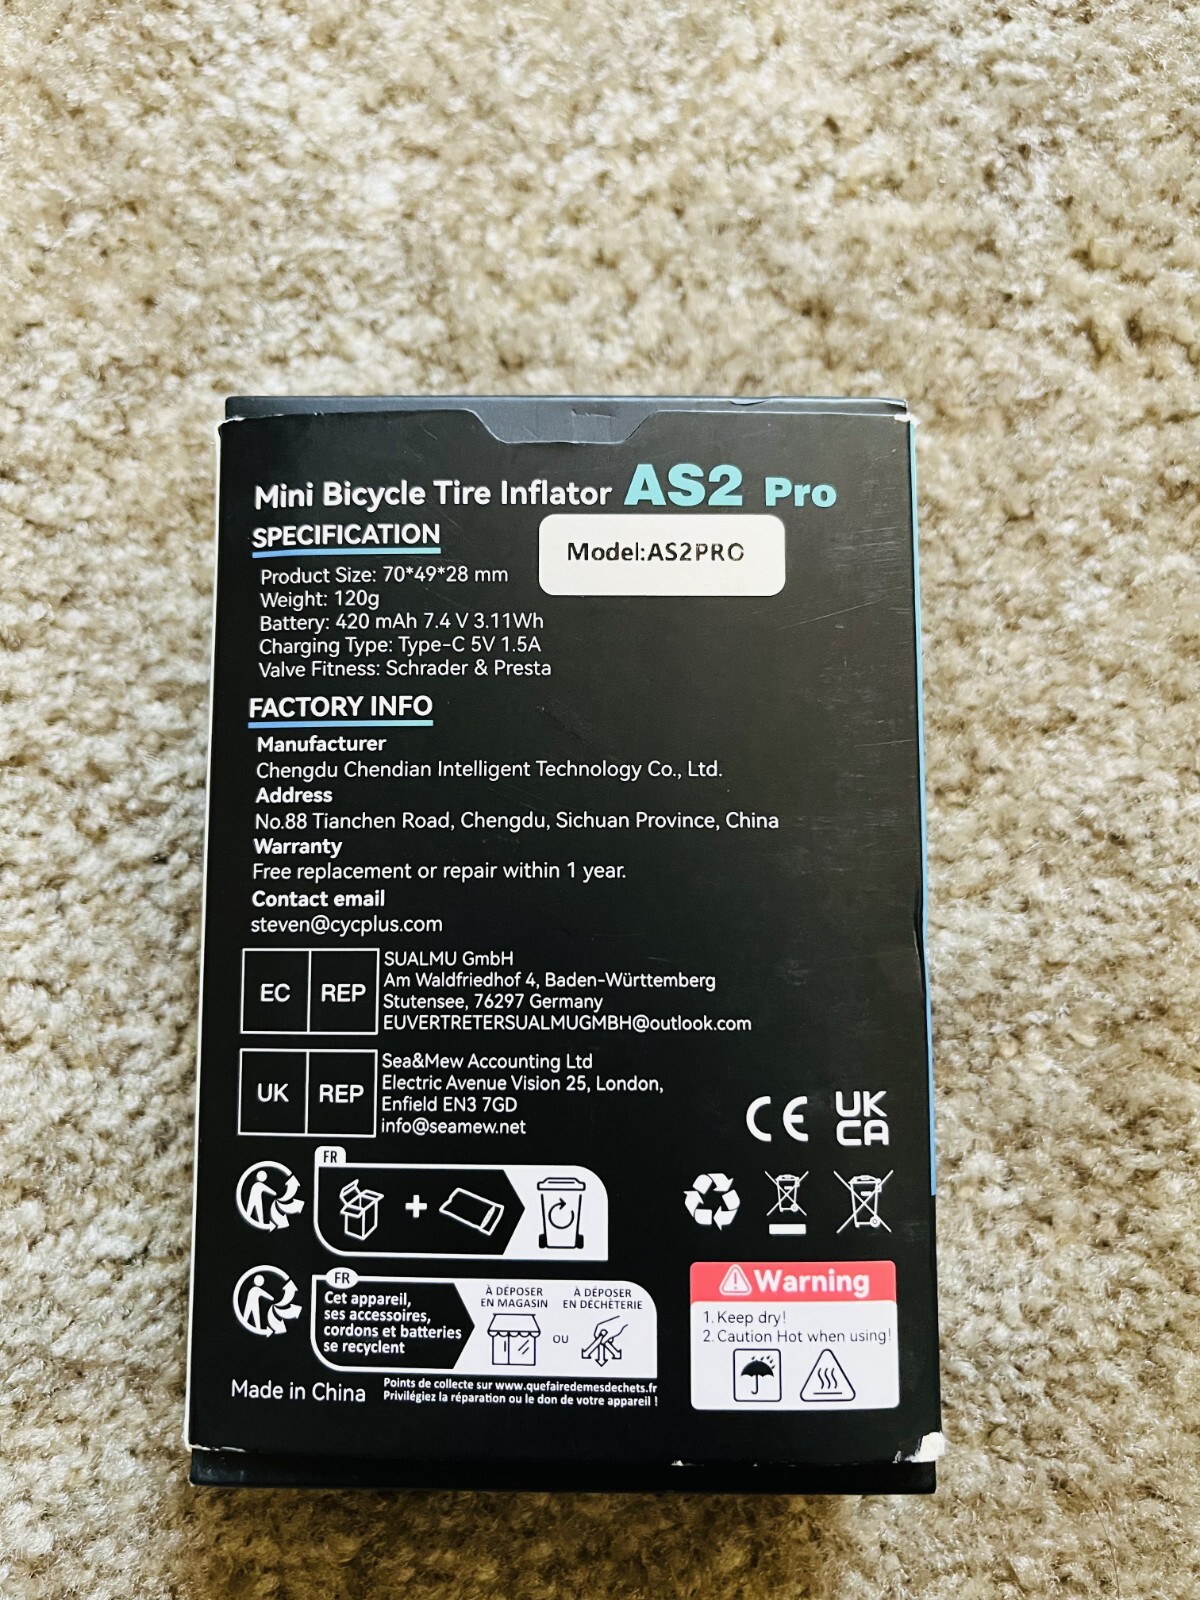 Mini Bicycle Tire Inflator AS2 Pro
SPECIFICATION
Model:AS2PRO
Product Size: 70*49*28 mm
Weight: 120g
Battery: 420 mAh 7.4 V 3.11Wh
Charging Type: Type-C 5V 1.5A
Valve Fitness: Schrader & Presta
FACTORY INFO
Manufacturer
Chengdu Chendian Intelligent Technology Co., Ltd.
Address
No.88 Tianchen Road, Chengdu, Sichuan Province, China
Warranty
Free replacement or repair within 1 year.
Contact email
steven@cycplus.com
EC REP
SUALMU GmbH
Am Waldfriedhof 4, Baden-Württemberg
Stutensee, 76297 Germany
EUVERTRETERSUALMUGMBH@outlook.com
UK REP
Sea&Mew Accounting Ltd
Electric Avenue Vision 25, London,
Enfield EN3 7GD
info@seamew.net
CE
UK
CA
FR
+
FR
Cet appareil,
ses accessoires,
cordons et batteries
se recyclent
À DÉPOSER
EN MAGASIN
OU
À DÉPOSER
EN DÉCHÈTERIE
Points de collecte sur www.quefairedemesdechets.fr
Privilégiez la réparation ou le don de votre appareil !
Made in China
Warning
1. Keep dry!
2. Caution Hot when using!